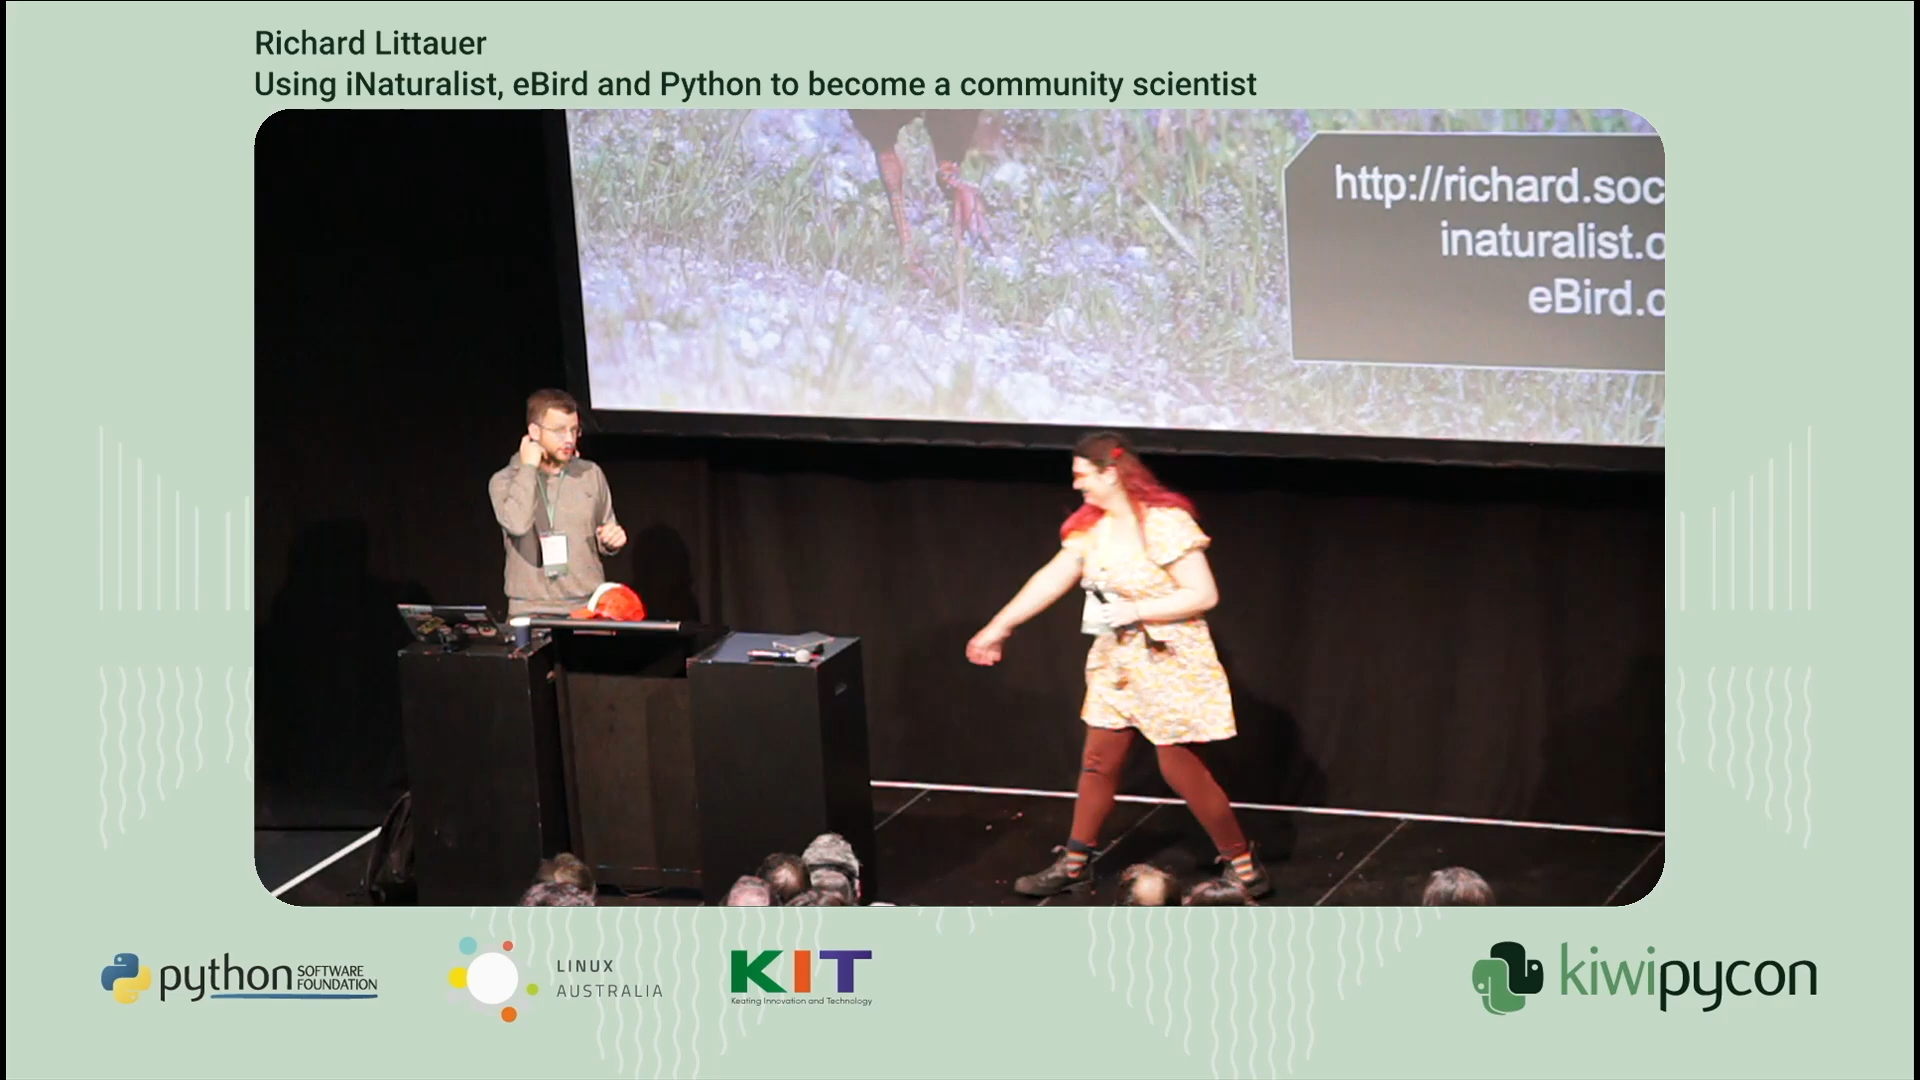 Richard Littauer
Using iNaturalist, eBird and Python to become a community scientist
http://richard.soc
inaturalist.o
eBird.o
python SOFTWARE FOUNDATION
LINUX AUSTRALIA
KIT
Keating Innovation and Technology
kiwipycon